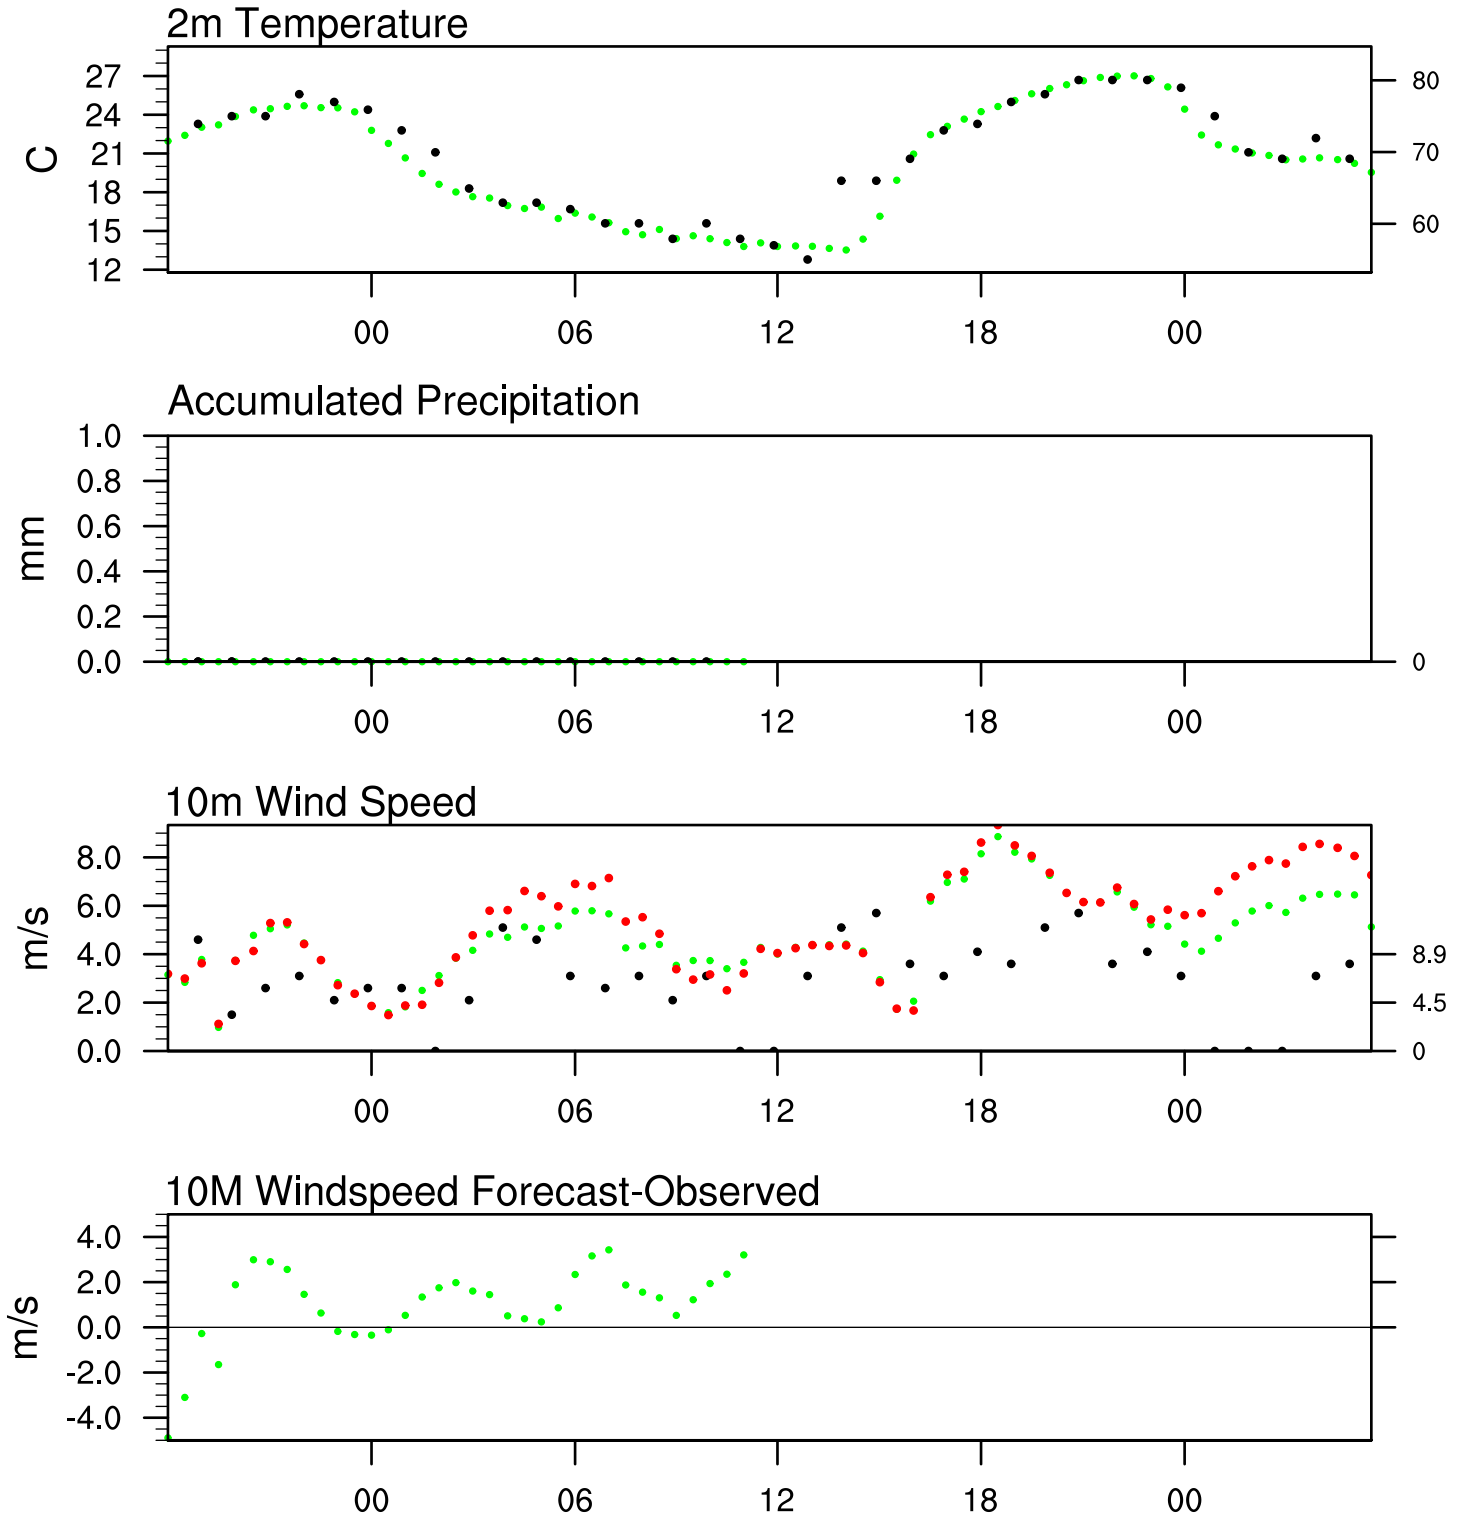 2m Temperature
27
24
21
18
15
12
C
80
70
60
00 06 12 18 00
Accumulated Precipitation
1.0
0.8
0.6
0.4
0.2
0.0
mm
0
00 06 12 18 00
10m Wind Speed
8.0
6.0
4.0
2.0
0.0
m/s
8.9
4.5
0
00 06 12 18 00
10M Windspeed Forecast-Observed
4.0
2.0
0.0
-2.0
-4.0
m/s
00 06 12 18 00